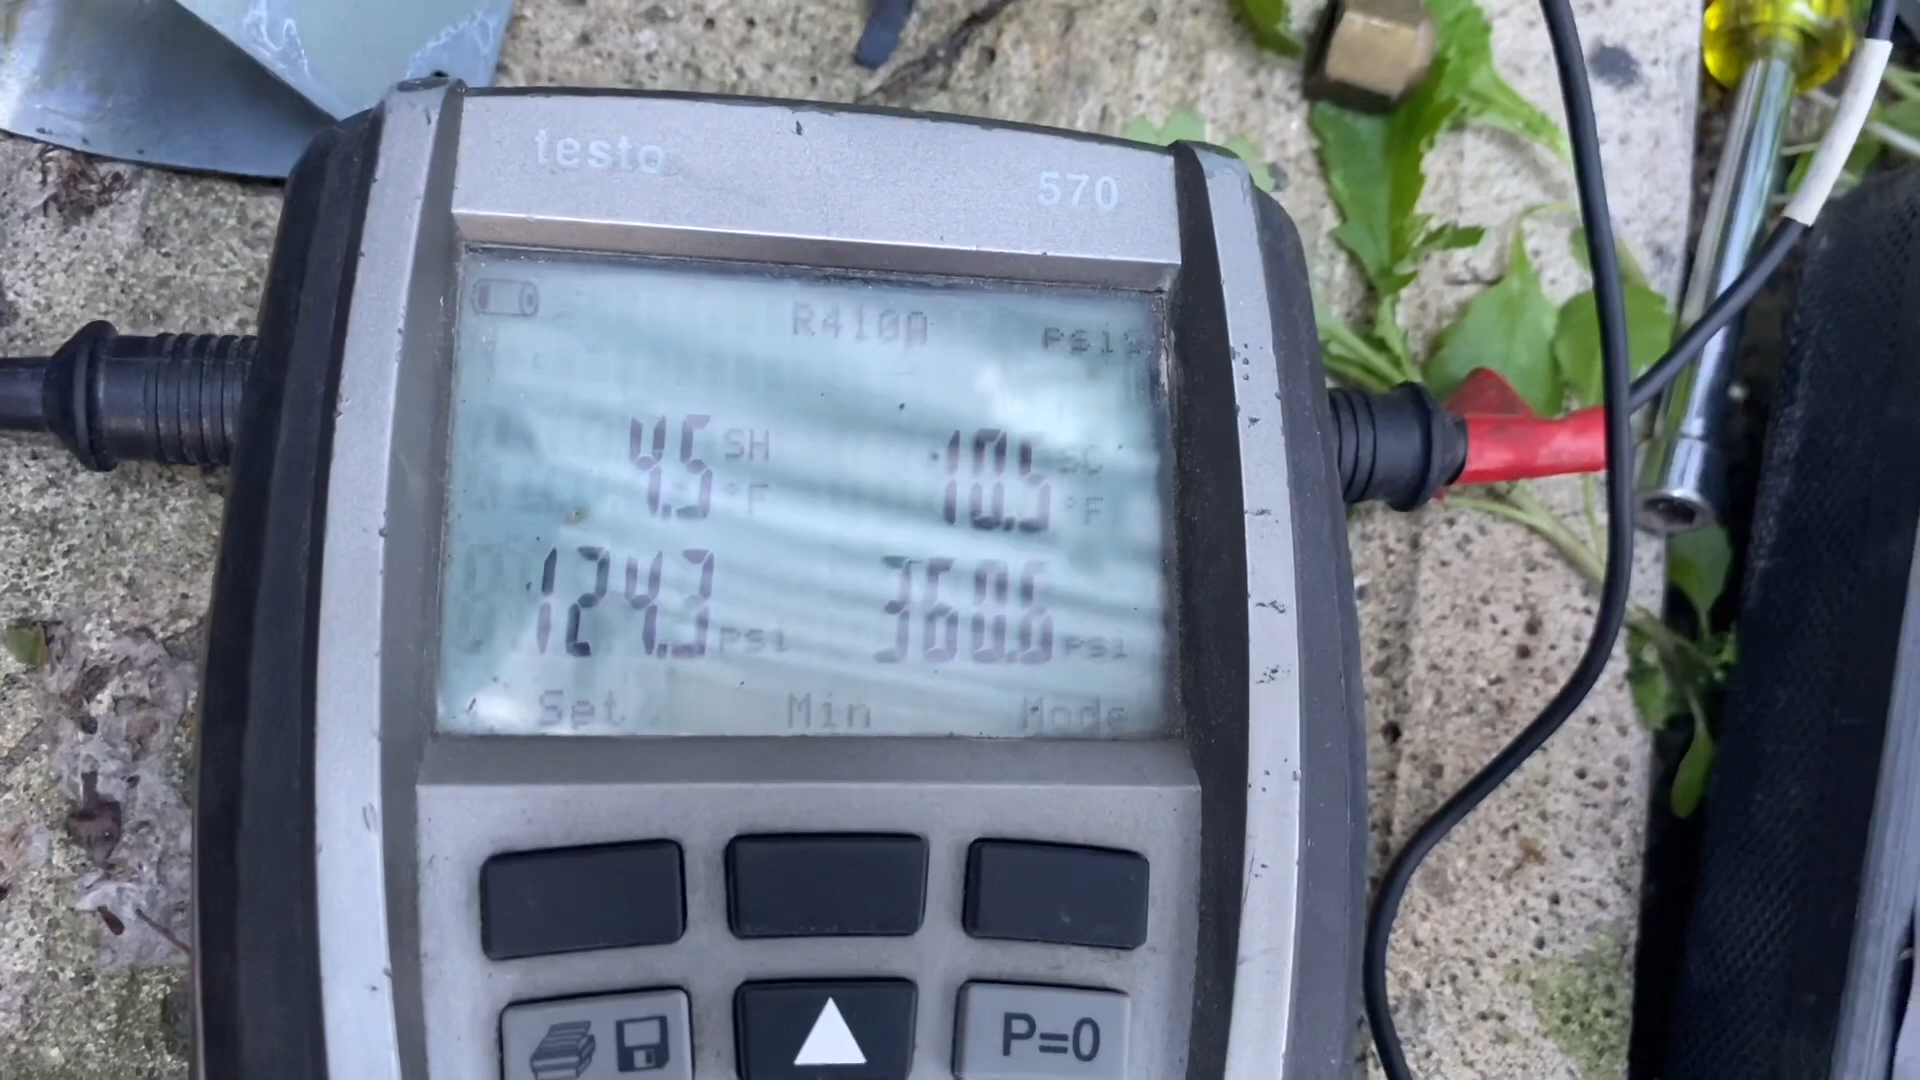 testo
570
R410A psig
4.5 SH °F 10.5 SC °F
124.3 psi 360.6 psi
Set Min Mode
P=0